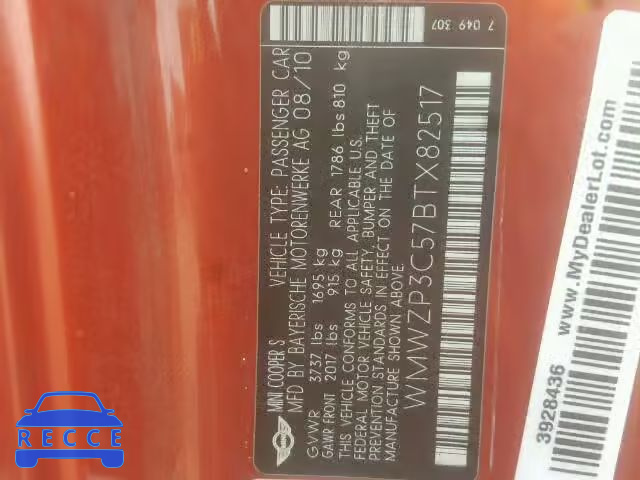 7 049 307
MINI COOPER S VEHICLE TYPE: PASSENGER CAR
MFD BY BAYERISCHE MOTORENWERKE AG 08/10
GVWR 3737 lbs 1695 kg
GAWR FRONT 2017 lbs 915 kg REAR 1786 lbs 810 kg
THIS VEHICLE CONFORMS TO ALL APPLICABLE U.S.
FEDERAL MOTOR VEHICLE SAFETY, BUMPER AND THEFT
PREVENTION STANDARDS IN EFFECT ON THE DATE OF
MANUFACTURE SHOWN ABOVE.
WMWZP3C57BTX82517
3928436
www.MyDealerLot.com
RECCE